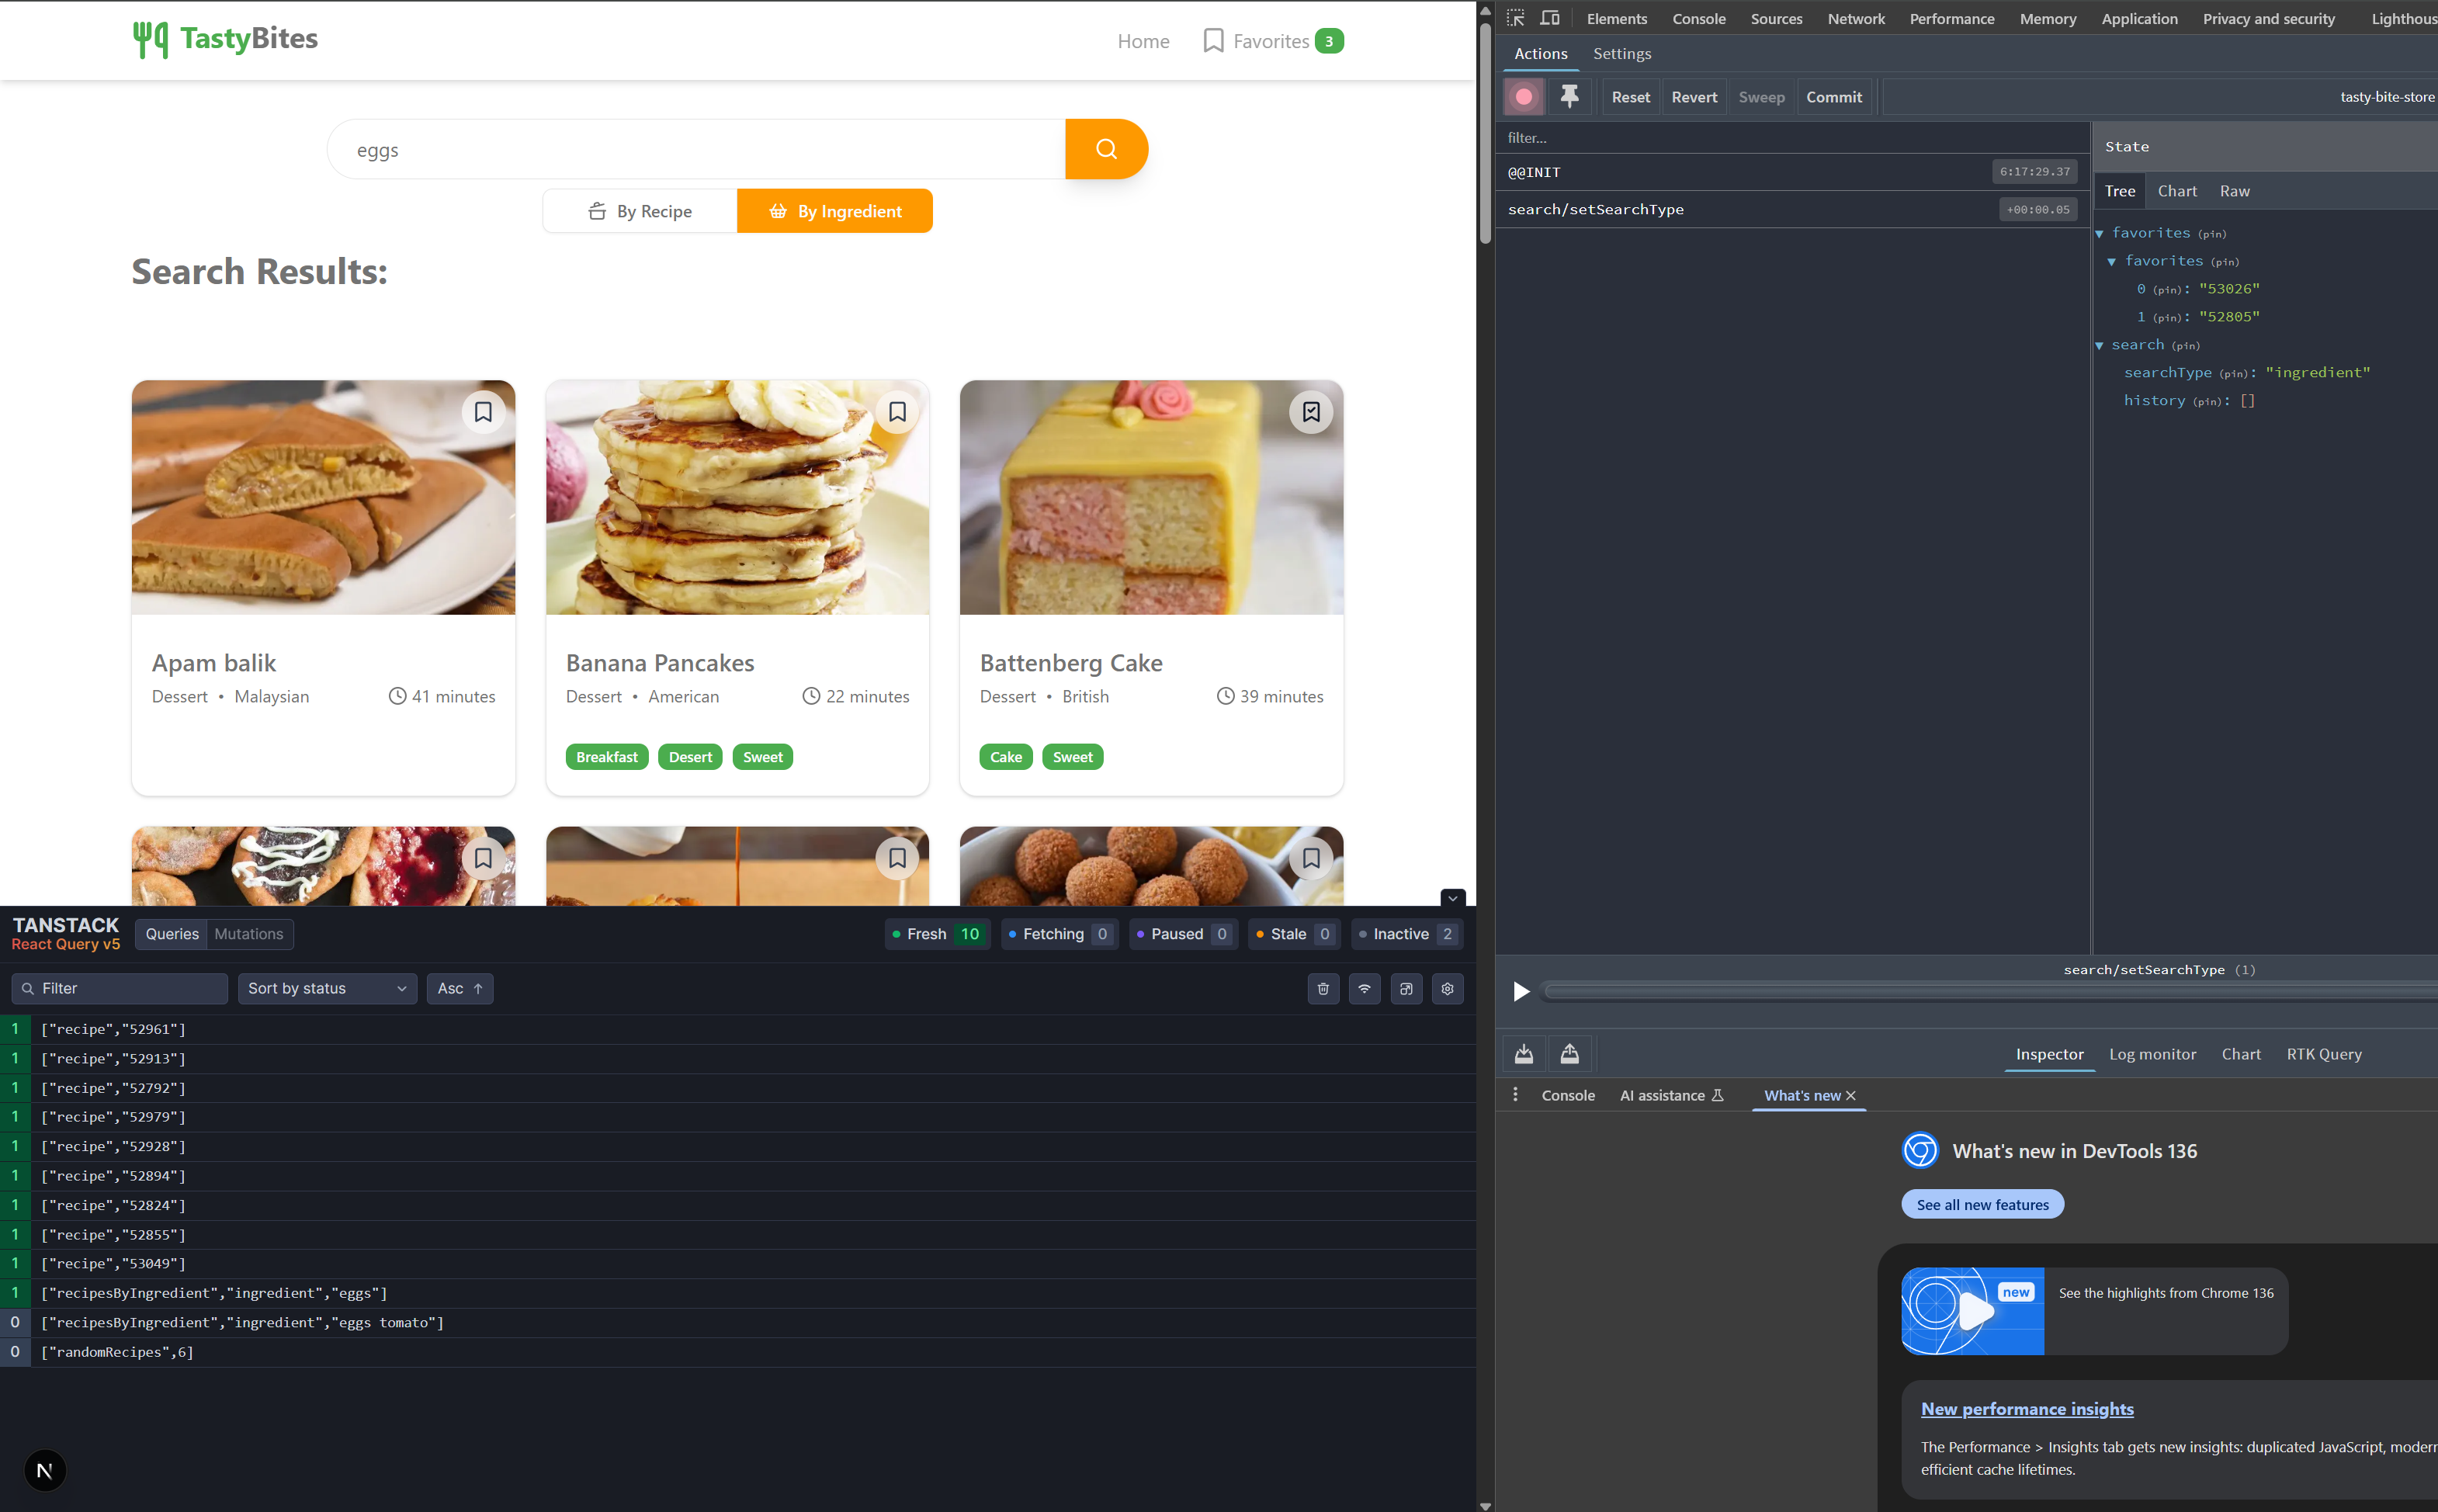 TastyBites
Home
Favorites 3
eggs
By Recipe
By Ingredient
Search Results:
Apam balik
Dessert • Malaysian
41 minutes
Banana Pancakes
Dessert • American
22 minutes
Breakfast Desert Sweet
Battenberg Cake
Dessert • British
39 minutes
Cake Sweet
TANSTACK
React Query v5
Queries Mutations
Fresh 10
Fetching 0
Paused 0
Stale 0
Inactive 2
Filter
Sort by status
Asc ↑
1 ["recipe","52961"]
1 ["recipe","52913"]
1 ["recipe","52792"]
1 ["recipe","52979"]
1 ["recipe","52928"]
1 ["recipe","52894"]
1 ["recipe","52824"]
1 ["recipe","52855"]
1 ["recipe","53049"]
1 ["recipesByIngredient","ingredient","eggs"]
0 ["recipesByIngredient","ingredient","eggs tomato"]
0 ["randomRecipes",6]
N
Elements Console Sources Network Performance Memory Application Privacy and security Lighthous
Actions Settings
Reset Revert Sweep Commit
tasty-bite-store
filter...
@@INIT 6:17:29.37
search/setSearchType +00:00.05
State
Tree Chart Raw
favorites (pin)
favorites (pin)
0 (pin): "53026"
1 (pin): "52805"
search (pin)
searchType (pin): "ingredient"
history (pin): []
search/setSearchType (1)
Inspector Log monitor Chart RTK Query
Console AI assistance What's new
What's new in DevTools 136
See all new features
new
See the highlights from Chrome 136
New performance insights
The Performance > Insights tab gets new insights: duplicated JavaScript, modern
efficient cache lifetimes.